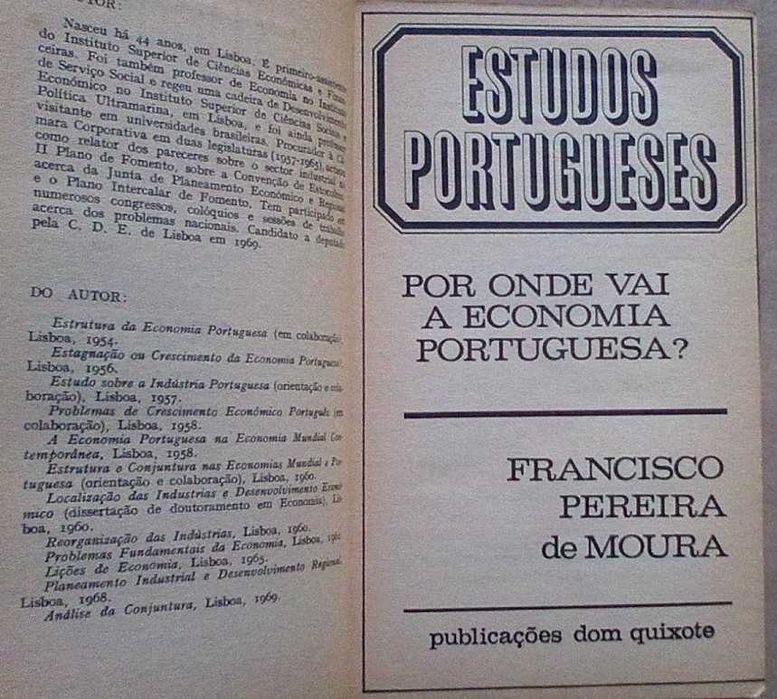 Nasceu há 44 anos, em Lisboa. É primeiro-assistente
do Instituto Superior de Ciências Económicas e Finan-
ceiras. Foi também professor de Economia no Instituto
de Serviço Social e regeu uma cadeira de Desenvolvimento
Económico no Instituto Superior de Ciências Sociais e
Política Ultramarina, em Lisboa, e foi ainda professor
visitante em universidades brasileiras. Procurador à Câ-
mara Corporativa em duas legislaturas (1957-1965),
como relator dos pareceres sobre o sector industrial no
II Plano de Fomento, sobre a Convenção de Estocolmo,
acerca da Junta de Planeamento Económico e Regional
e o Plano Intercalar de Fomento. Tem participado em
numerosos congressos, colóquios e sessões de trabalho
acerca dos problemas nacionais. Candidato a deputado
pela C. D. E. de Lisboa em 1969.
DO AUTOR:
Estrutura da Economia Portuguesa (em colaboração)
Lisboa, 1954.
Estagnação ou Crescimento da Economia Portuguesa
Lisboa, 1956.
Estudo sobre a Indústria Portuguesa (orientação e cola-
boração), Lisboa, 1957.
Problemas de Crescimento Económico Português (em
colaboração), Lisboa, 1958.
A Economia Portuguesa na Economia Mundial Con-
temporânea, Lisboa, 1958.
Estrutura e Conjuntura nas Economias Mundial e Por-
tuguesa (orientação e colaboração), Lisboa, 1960.
Localização das Industrias e Desenvolvimento Econó-
mico (dissertação de doutoramento em Economia), Lis-
boa, 1960.
Reorganização das Indústrias, Lisboa, 1960.
Problemas Fundamentais da Economia, Lisboa,
Lições de Economia, Lisboa, 1965.
Planeamento Industrial e Desenvolvimento Regional,
Lisboa, 1968.
Análise da Conjuntura, Lisboa, 1969.
ESTUDOS
PORTUGUESES
POR ONDE VAI
A ECONOMIA
PORTUGUESA?
FRANCISCO
PEREIRA
de MOURA
publicações dom quixote